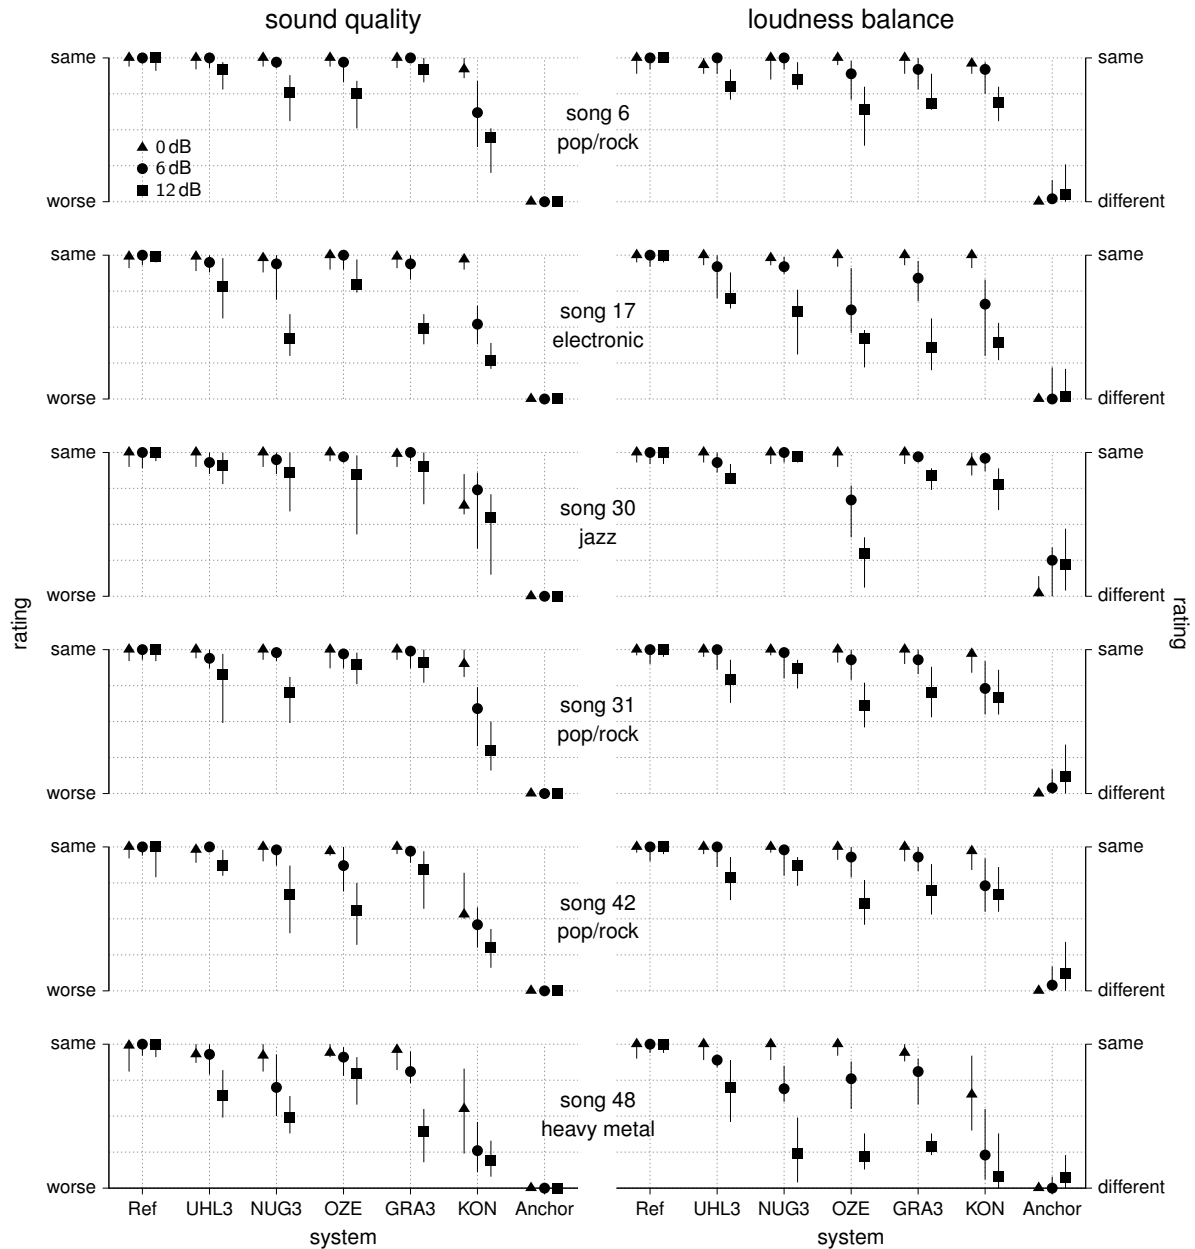 sound quality
loudness balance
same
same
song 6
pop/rock
0 dB
6 dB
12 dB
worse
different
same
same
song 17
electronic
worse
different
same
same
song 30
jazz
worse
different
rating
rating
same
same
song 31
pop/rock
worse
different
same
same
song 42
pop/rock
worse
different
same
same
song 48
heavy metal
worse
different
Ref UHL3 NUG3 OZE GRA3 KON Anchor
Ref UHL3 NUG3 OZE GRA3 KON Anchor
system
system